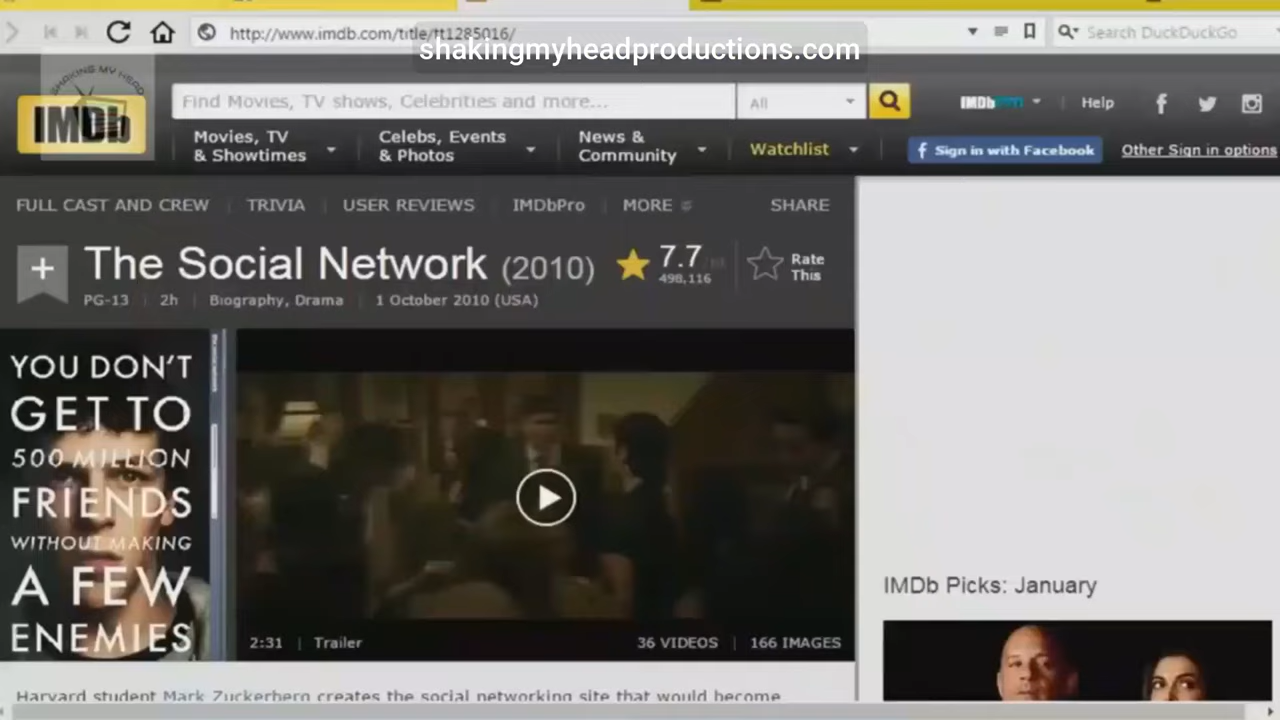 http://www.imdb.com/title/tt1285016/
Search DuckDuckGo
shakingmyheadproductions.com
SHAKING MY HEAD
IMDb
Find Movies, TV shows, Celebrities and more...
All
IMDbPRO
Help
Movies, TV
& Showtimes
Celebs, Events
& Photos
News &
Community
Watchlist
f Sign in with Facebook
Other Sign in options
FULL CAST AND CREW
TRIVIA
USER REVIEWS
IMDbPro
MORE
SHARE
The Social Network (2010)
7.7
498,116
Rate
This
PG-13 | 2h | Biography, Drama | 1 October 2010 (USA)
YOU DON'T
GET TO
500 MILLION
FRIENDS
WITHOUT MAKING
A FEW
ENEMIES
2:31 | Trailer
36 VIDEOS | 166 IMAGES
IMDb Picks: January
Harvard student Mark Zuckerberg creates the social networking site that would become